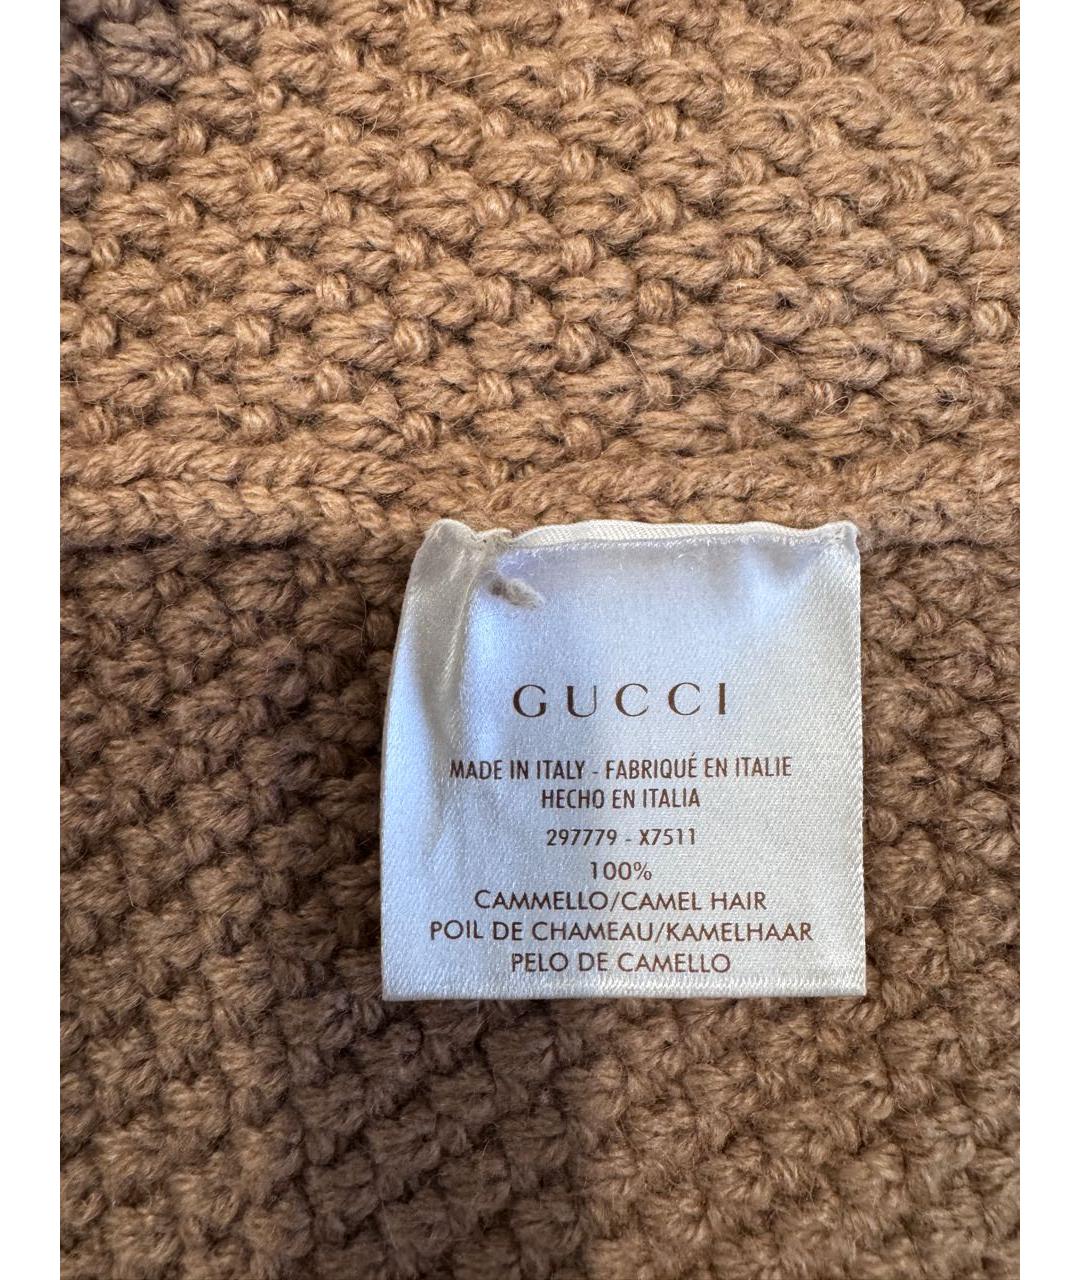 GUCCI
MADE IN ITALY - FABRIQUÉ EN ITALIE
HECHO EN ITALIA
297779 - X7511
100%
CAMMELLO/CAMEL HAIR
POIL DE CHAMEAU/KAMELHAAR
PELO DE CAMELLO